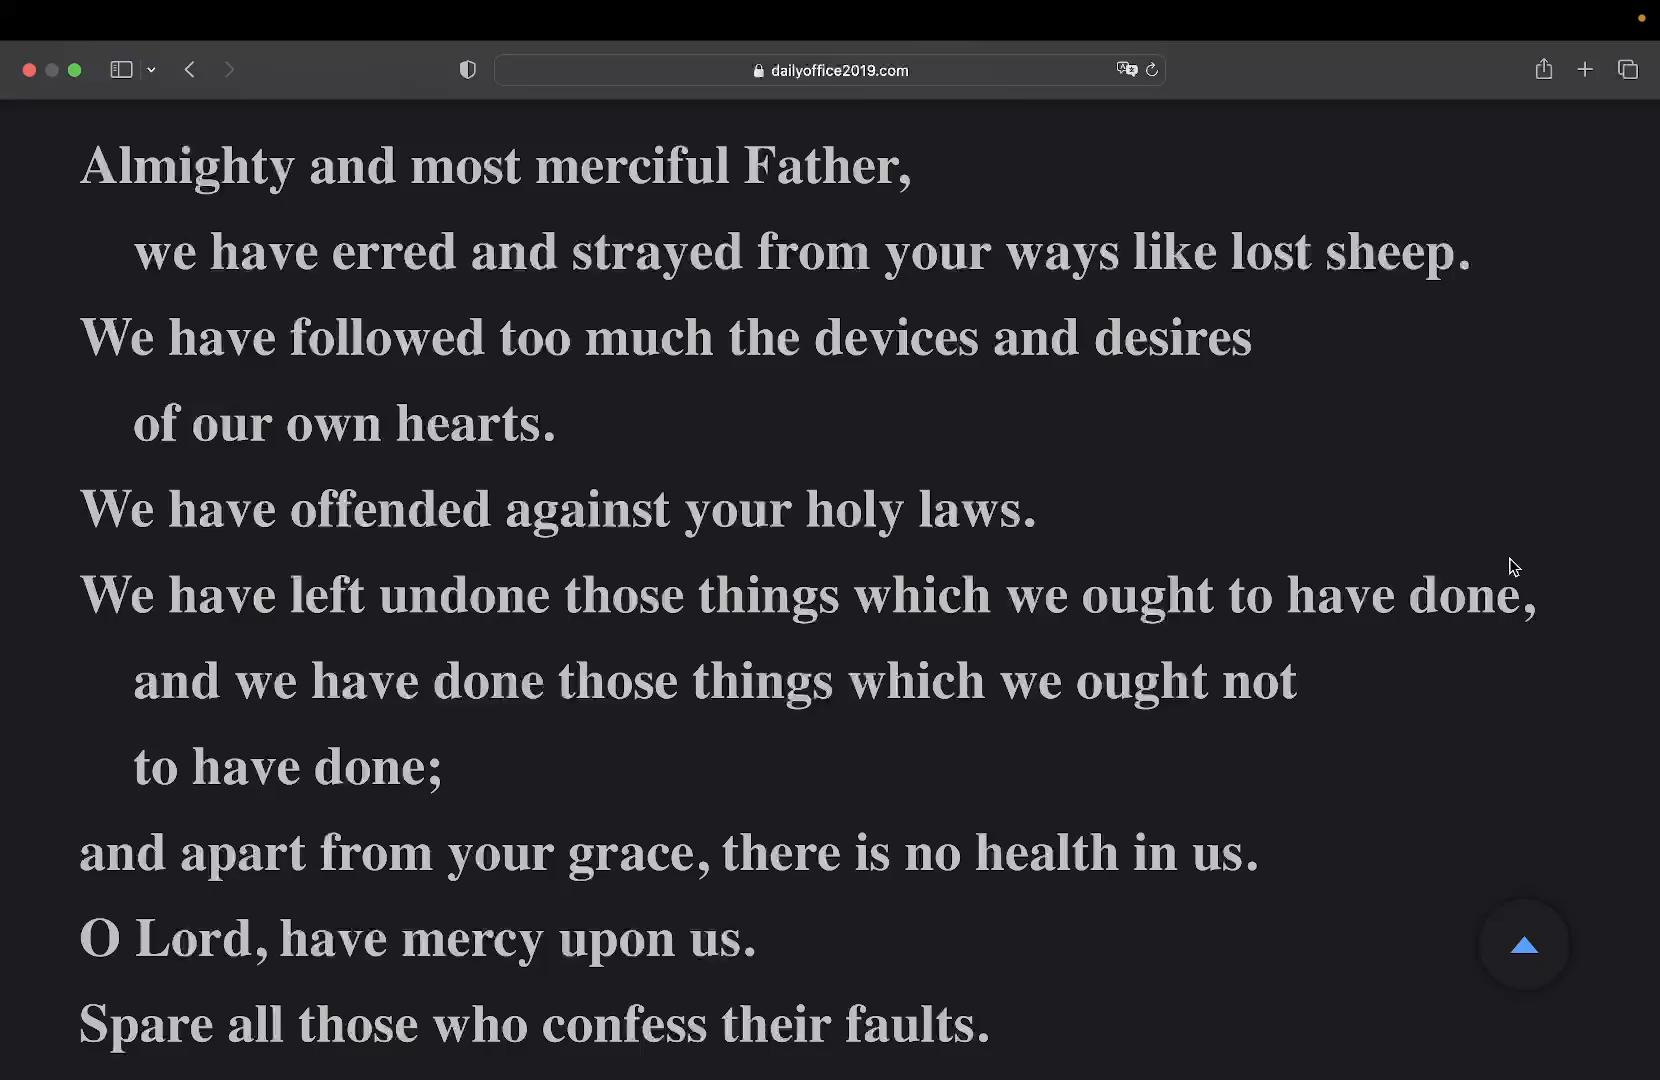 dailyoffice2019.com
Almighty and most merciful Father,
we have erred and strayed from your ways like lost sheep.
We have followed too much the devices and desires
of our own hearts.
We have offended against your holy laws.
We have left undone those things which we ought to have done,
and we have done those things which we ought not
to have done;
and apart from your grace, there is no health in us.
O Lord, have mercy upon us.
Spare all those who confess their faults.